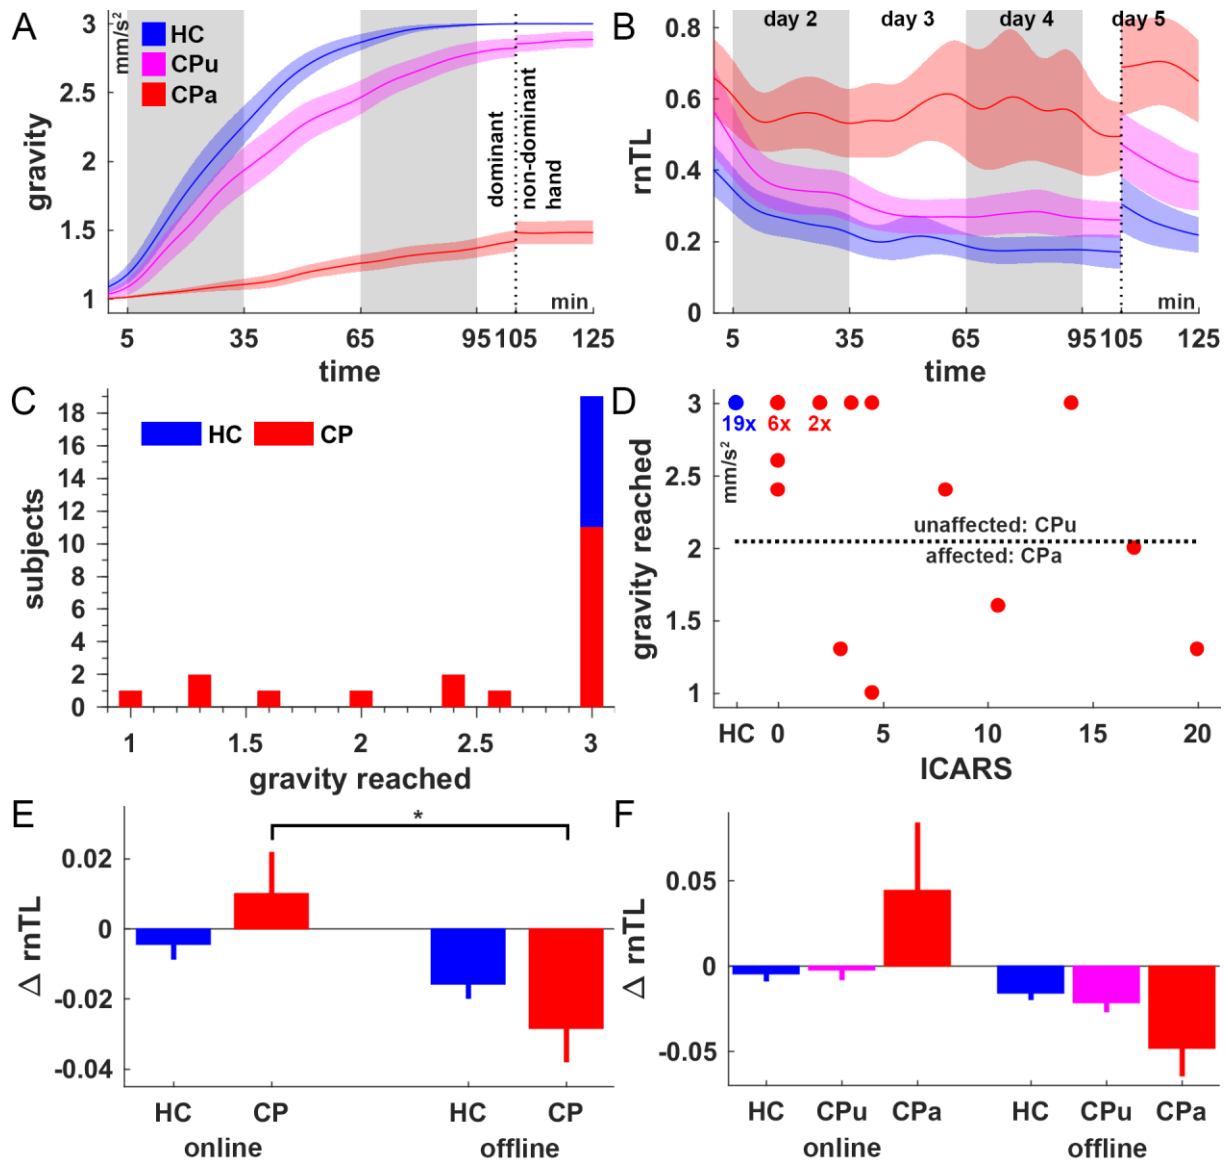 A
gravity
mm/s²
HC
CPu
CPa
3
2.5
2
1.5
1
dominant
non-dominant
hand
min
5 35 65 95 105 125
time
B
rnTL
day 2 day 3 day 4 day 5
0.8
0.6
0.4
0.2
0
min
5 35 65 95 105 125
time
C
subjects
HC CP
18
16
14
12
10
8
6
4
2
0
1 1.5 2 2.5 3
gravity reached
D
gravity reached
mm/s²
3
2.5
2
1.5
1
19x 6x 2x
unaffected: CPu
affected: CPa
HC 0 5 10 15 20
ICARS
E
Δ rnTL
*
0.02
0
-0.02
-0.04
HC CP HC CP
online offline
F
Δ rnTL
0.05
0
-0.05
HC CPu CPa HC CPu CPa
online offline